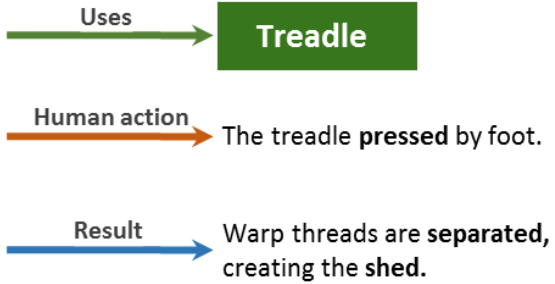 Uses
Treadle
Human action
The treadle pressed by foot.
Result
Warp threads are separated,
creating the shed.